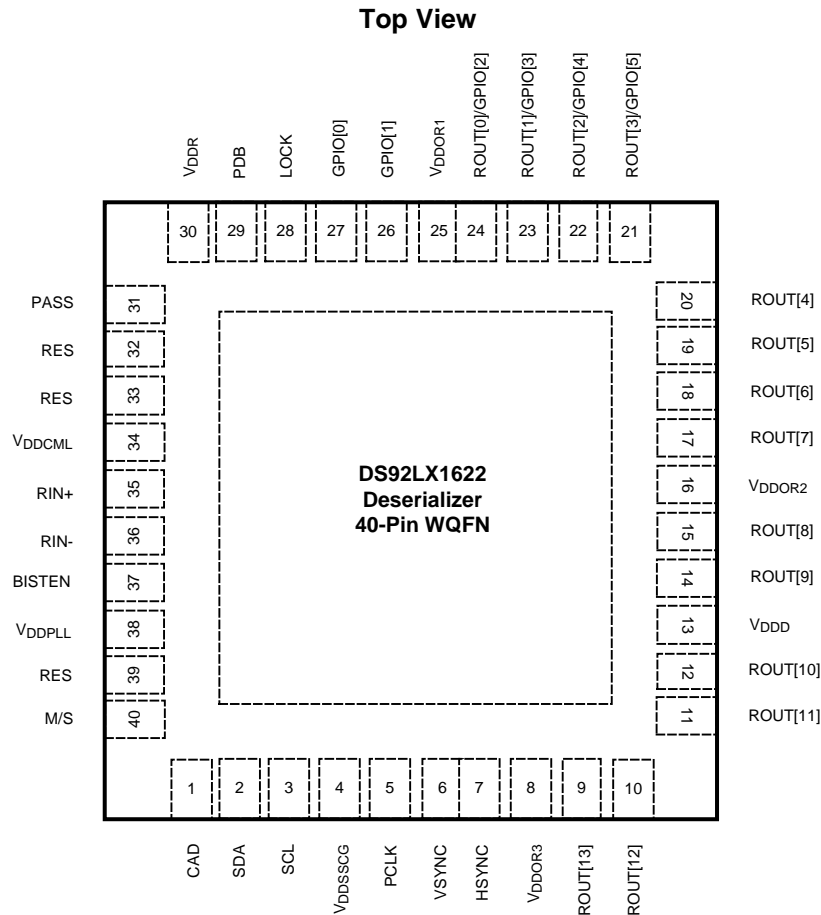 Top View
VDDR
PDB
LOCK
GPIO[0]
GPIO[1]
VDDOR1
ROUT[0]/GPIO[2]
ROUT[1]/GPIO[3]
ROUT[2]/GPIO[4]
ROUT[3]/GPIO[5]
30 29 28 27 26 25 24 23 22 21
PASS 31
RES 32
RES 33
VDDCML 34
RIN+ 35
RIN- 36
BISTEN 37
VDDPLL 38
RES 39
M/S 40
DS92LX1622
Deserializer
40-Pin WQFN
20 ROUT[4]
19 ROUT[5]
18 ROUT[6]
17 ROUT[7]
16 VDDOR2
15 ROUT[8]
14 ROUT[9]
13 VDDD
12 ROUT[10]
11 ROUT[11]
1 2 3 4 5 6 7 8 9 10
CAD
SDA
SCL
VDDSSCG
PCLK
VSYNC
HSYNC
VDDOR3
ROUT[13]
ROUT[12]